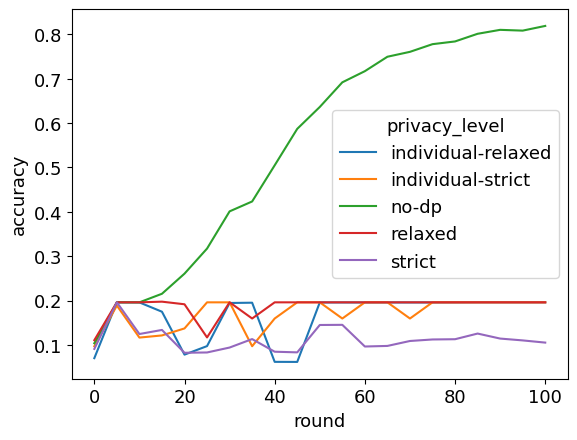 0.8
0.7
0.6
0.5
0.4
0.3
0.2
0.1
accuracy
privacy_level
individual-relaxed
individual-strict
no-dp
relaxed
strict
0 20 40 60 80 100
round